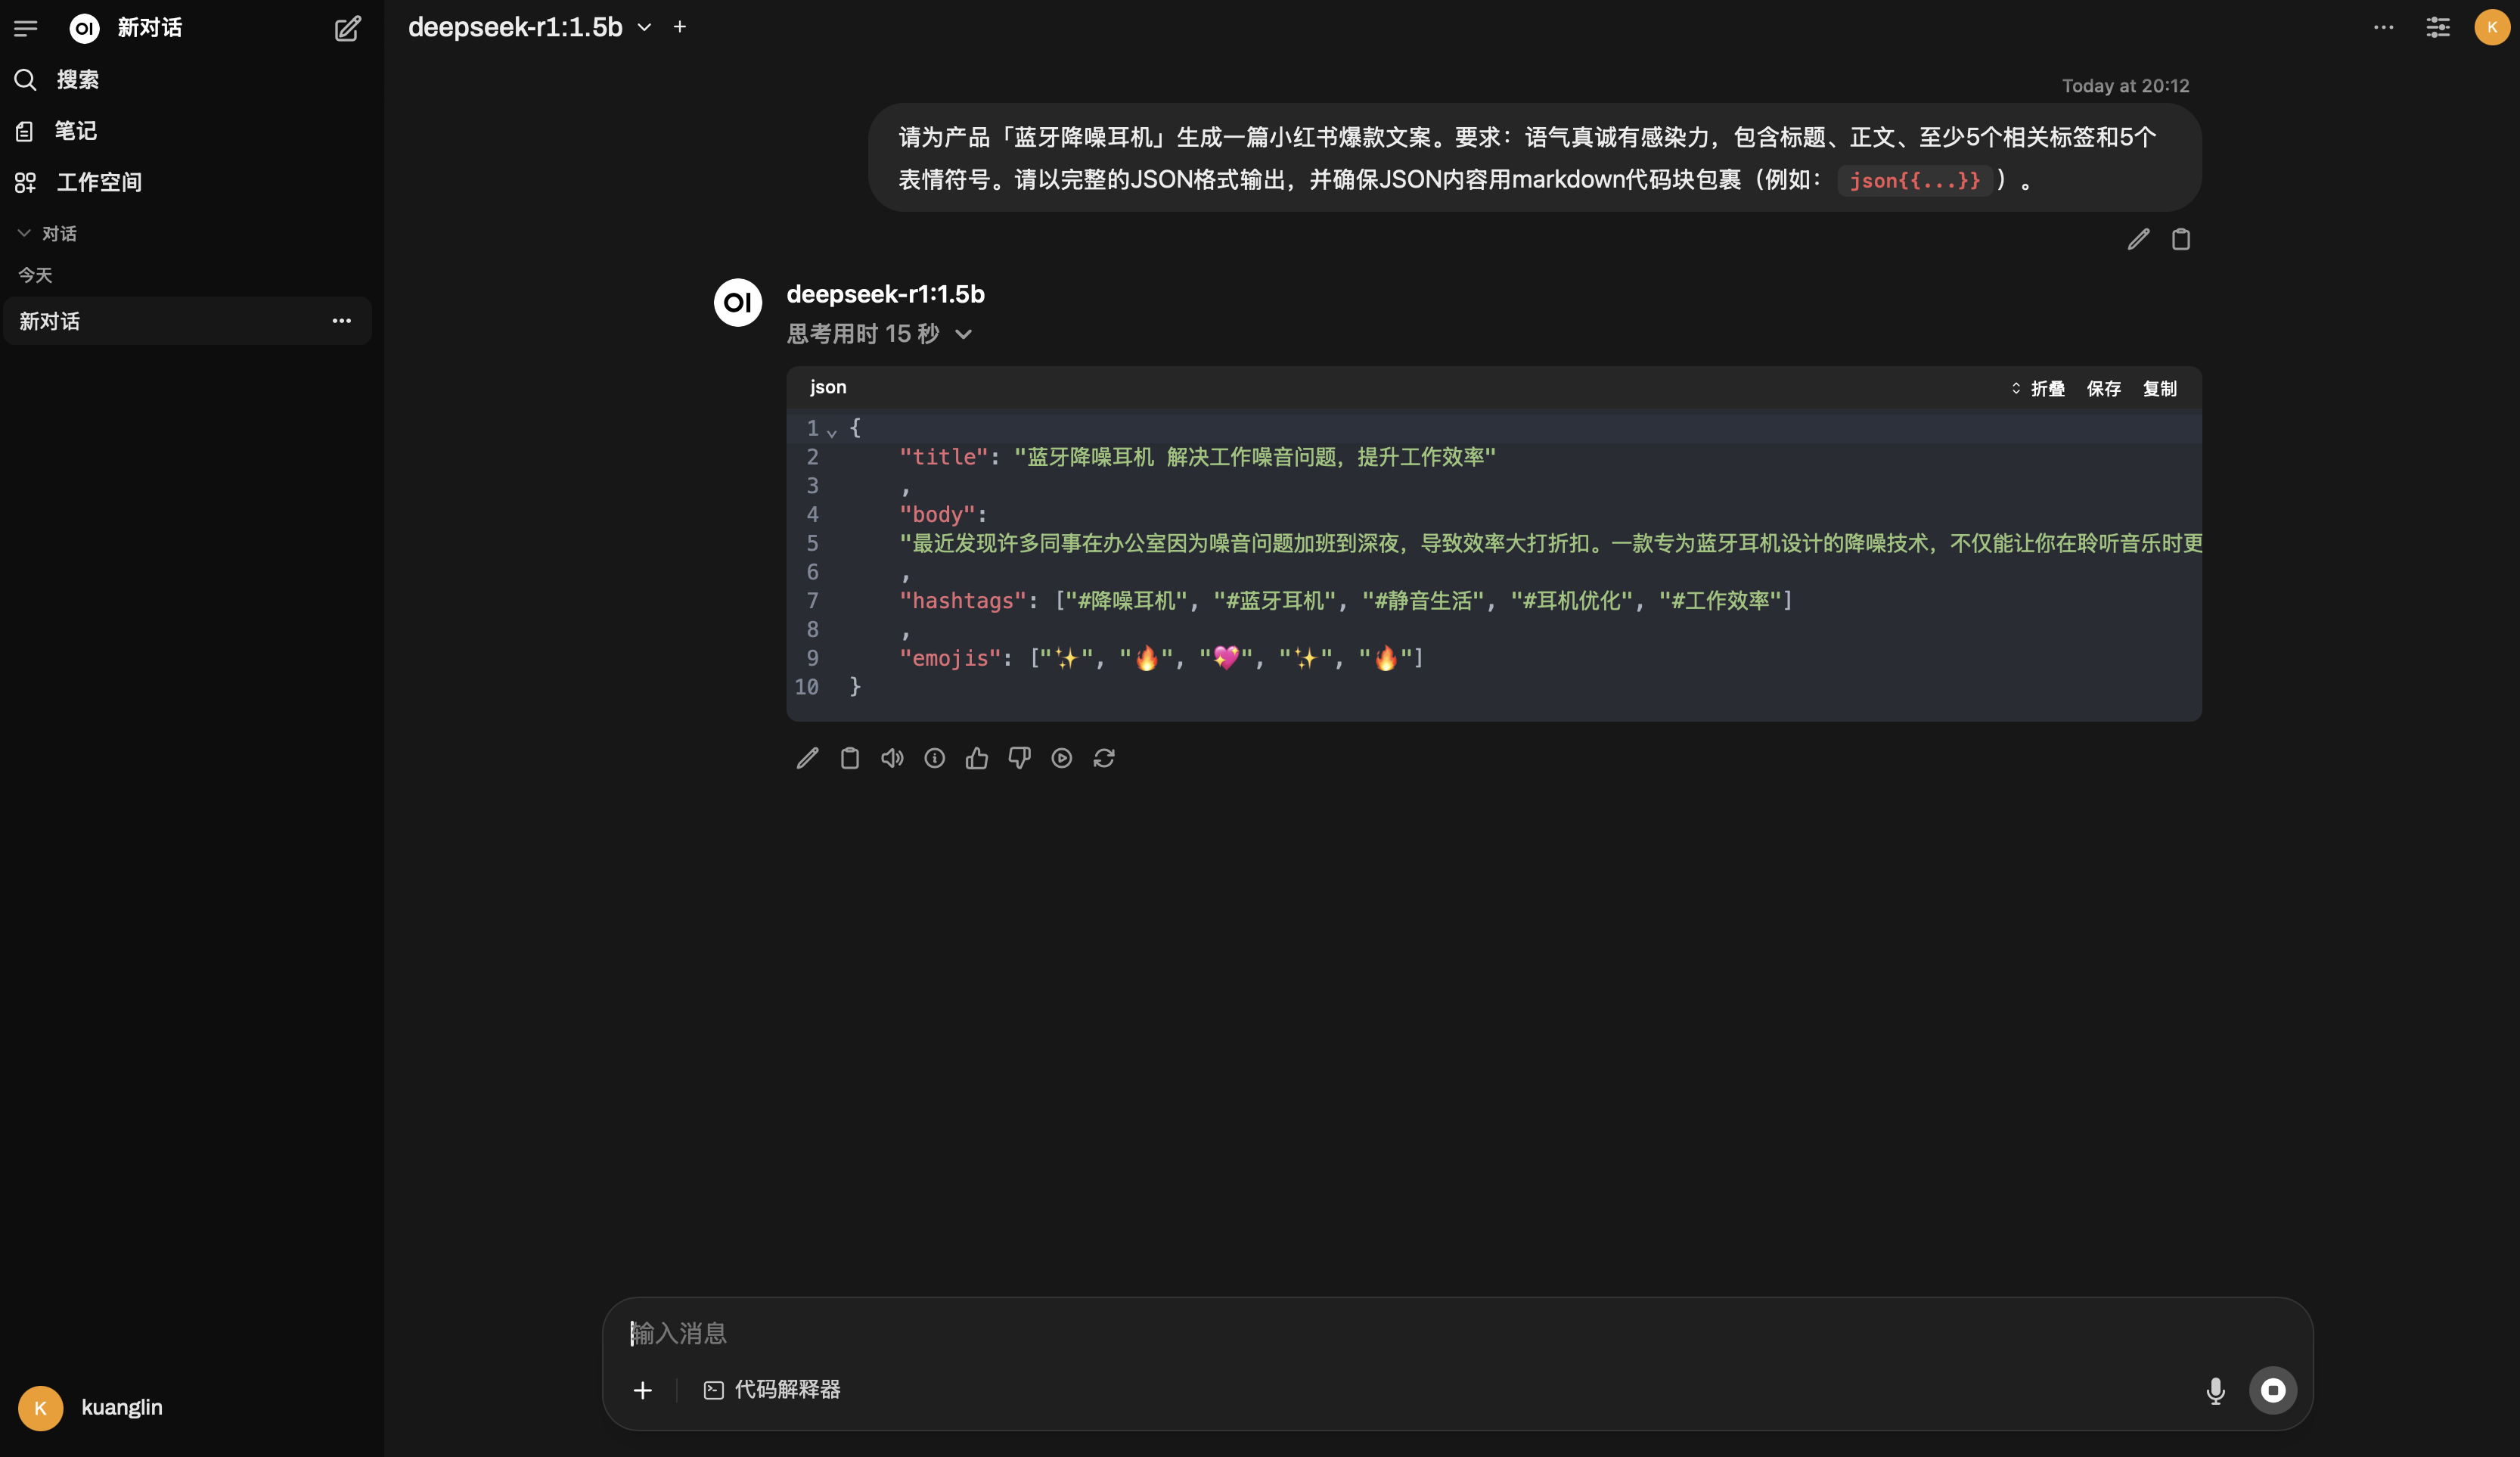 OI 新对话
搜索
笔记
工作空间
对话
今天
新对话
K kuanglin
deepseek-r1:1.5b
K
Today at 20:12
请为产品「蓝牙降噪耳机」生成一篇小红书爆款文案。要求：语气真诚有感染力，包含标题、正文、至少5个相关标签和5个
表情符号。请以完整的JSON格式输出，并确保JSON内容用markdown代码块包裹（例如： json{{...}} ）。
OI deepseek-r1:1.5b
思考用时 15 秒
json 折叠 保存 复制
1 {
2 "title": "蓝牙降噪耳机 解决工作噪音问题，提升工作效率"
3 ,
4 "body":
5 "最近发现许多同事在办公室因为噪音问题加班到深夜，导致效率大打折扣。一款专为蓝牙耳机设计的降噪技术，不仅能让你在聆听音乐时更
6 ,
7 "hashtags": ["#降噪耳机", "#蓝牙耳机", "#静音生活", "#耳机优化", "#工作效率"]
8 ,
9 "emojis": ["✨", "🔥", "💖", "✨", "🔥"]
10 }
输入消息
代码解释器